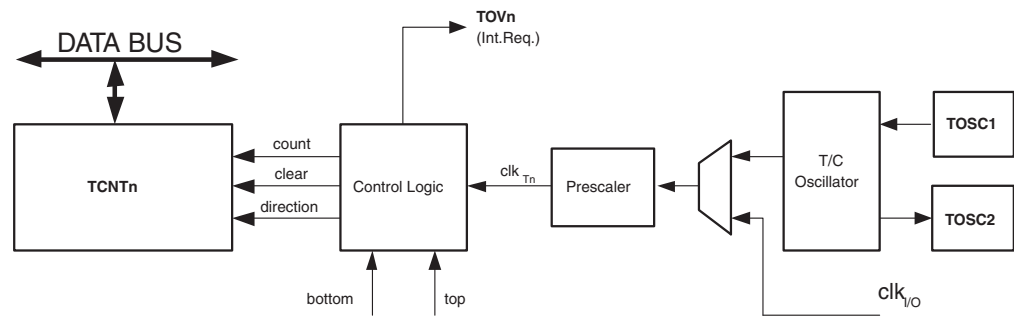 TOVn
(Int.Req.)
DATA BUS
TCNTn
count
clear
direction
Control Logic
clk Tn
Prescaler
T/C
Oscillator
TOSC1
TOSC2
bottom
top
clk I/O